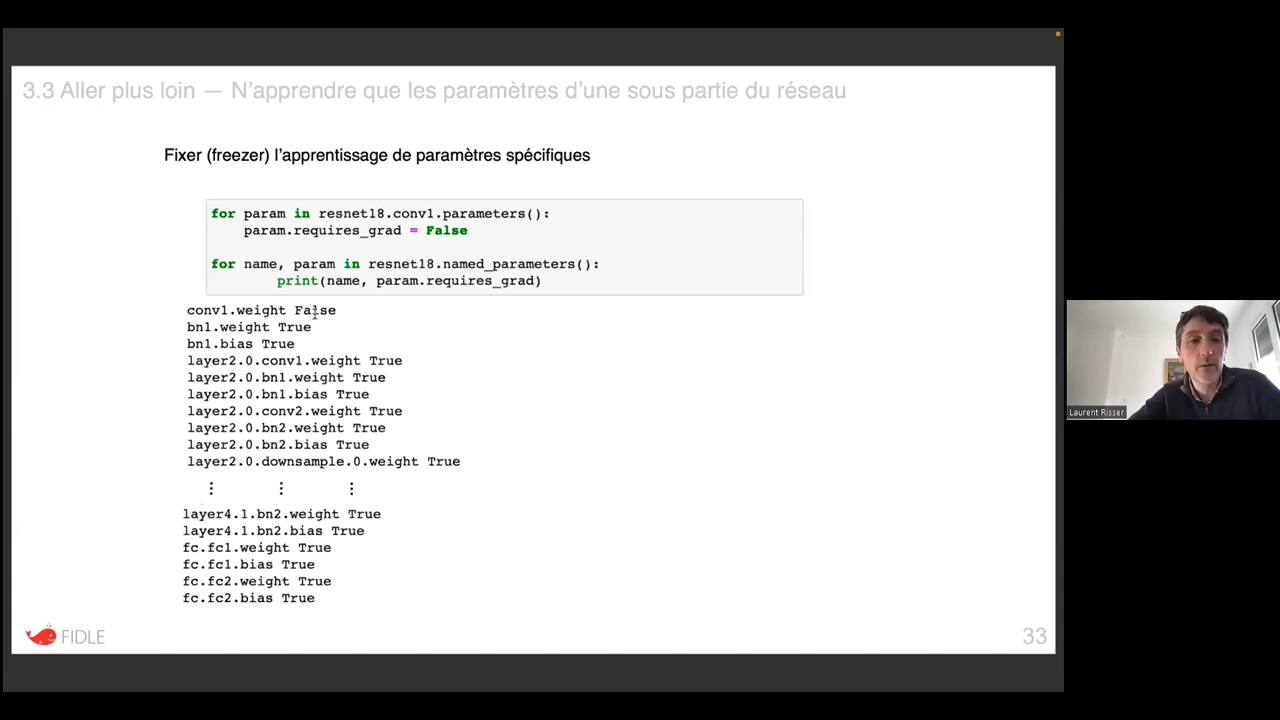 3.3 Aller plus loin — N'apprendre que les paramètres d'une sous partie du réseau
Fixer (freezer) l'apprentissage de paramètres spécifiques
for param in resnet18.conv1.parameters():
    param.requires_grad = False
for name, param in resnet18.named_parameters():
        print(name, param.requires_grad)
conv1.weight False
bn1.weight True
bn1.bias True
layer2.0.conv1.weight True
layer2.0.bn1.weight True
layer2.0.bn1.bias True
layer2.0.conv2.weight True
layer2.0.bn2.weight True
layer2.0.bn2.bias True
layer2.0.downsample.0.weight True
⋮ ⋮ ⋮
layer4.1.bn2.weight True
layer4.1.bn2.bias True
fc.fc1.weight True
fc.fc1.bias True
fc.fc2.weight True
fc.fc2.bias True
FIDLE
33
Laurent Risser